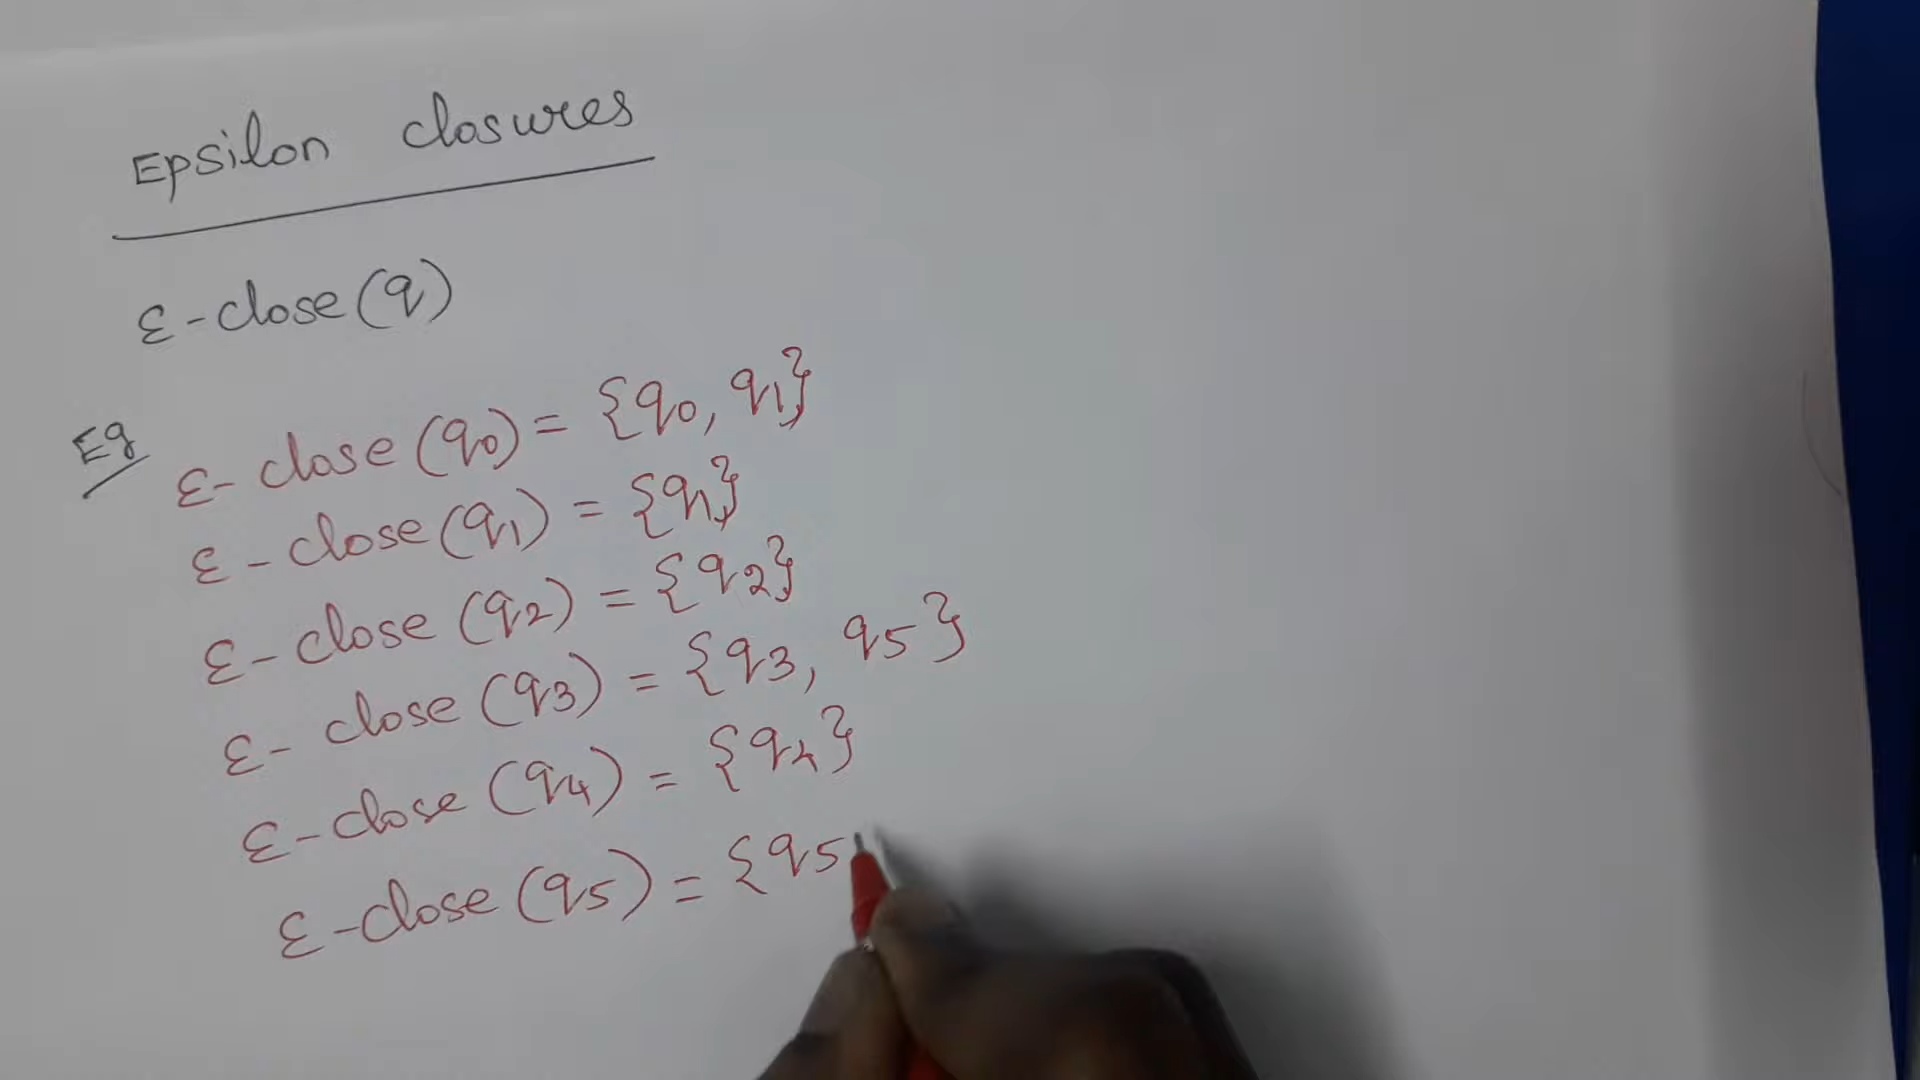 Epsilon closures
ε-close(q)
Eg
ε-close(q0) = {q0, q1}
ε-close(q1) = {q1}
ε-close(q2) = {q2}
ε-close(q3) = {q3, q5}
ε-close(q4) = {q4}
ε-close(q5) = {q5